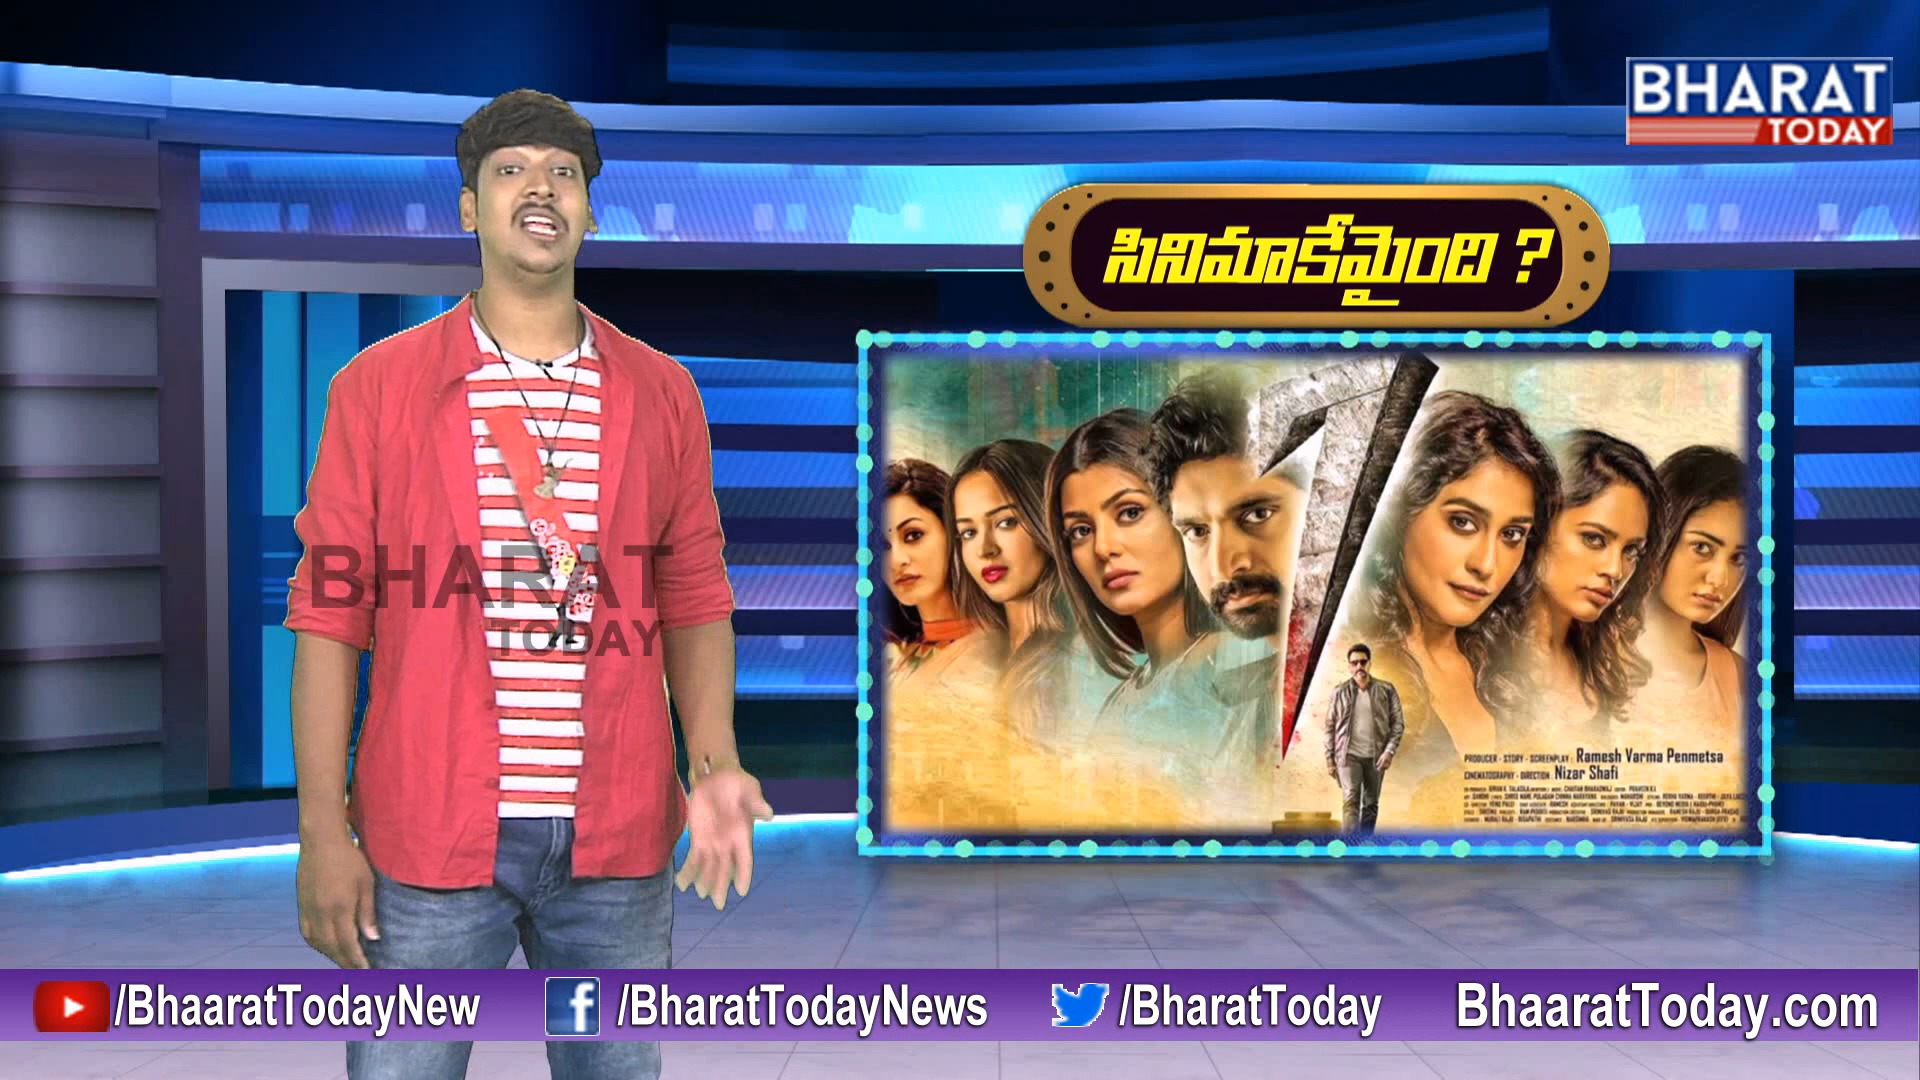 BHARAT
TODAY
సినిమాకేమైంది ?
7
PRODUCER - STORY - SCREENPLAY : Ramesh Varma Penmetsa
CINEMATOGRAPHY - DIRECTION : Nizar Shafi
BHARAT
TODAY
/BhaaratTodayNew
/BharatTodayNews
/BharatToday
BhaaratToday.com